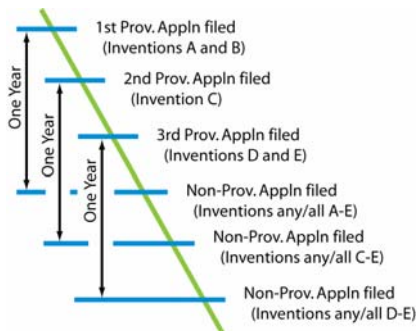 1st Prov. Appln filed
(Inventions A and B)
2nd Prov. Appln filed
(Invention C)
3rd Prov. Appln filed
(Inventions D and E)
Non-Prov. Appln filed
(Inventions any/all A-E)
Non-Prov. Appln filed
(Inventions any/all C-E)
Non-Prov. Appln filed
(Inventions any/all D-E)
One Year
One Year
One Year